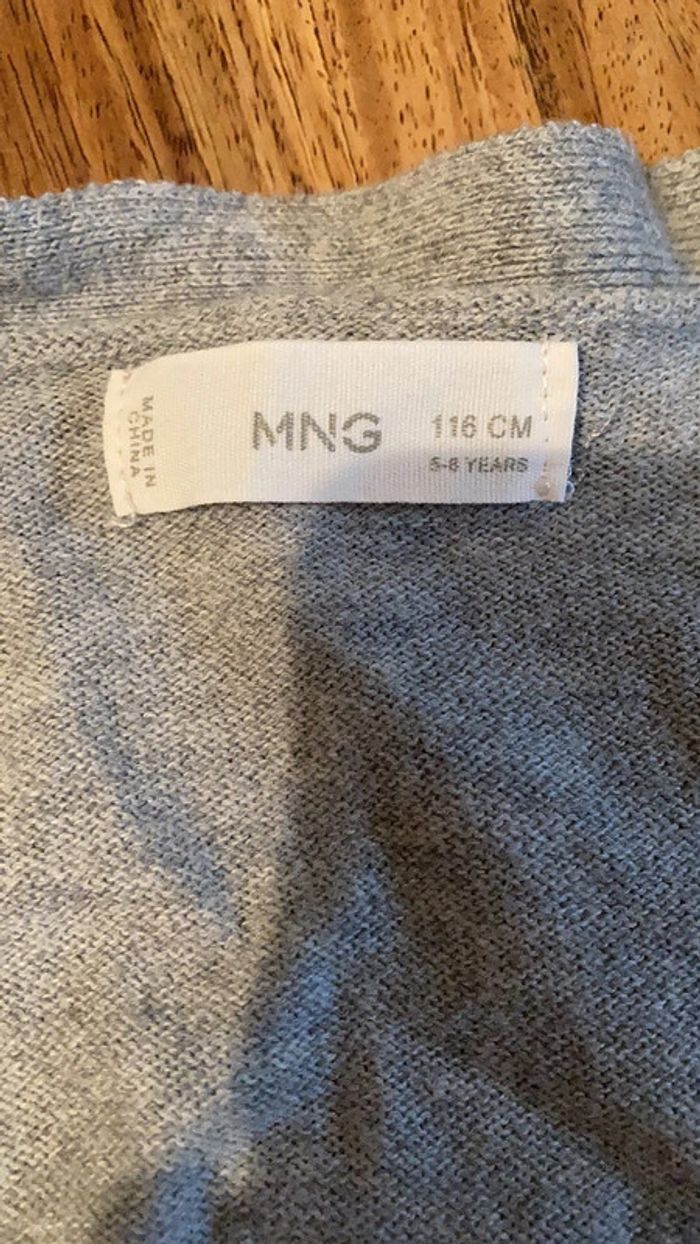 MADE IN
CHINA
MNG
116 CM
5-6 YEARS